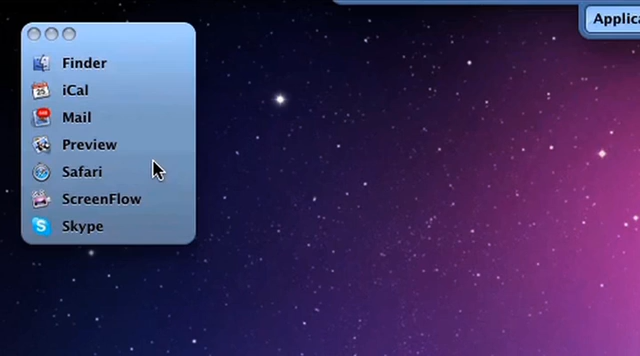 Finder
iCal
Mail
Preview
Safari
ScreenFlow
Skype
Applica